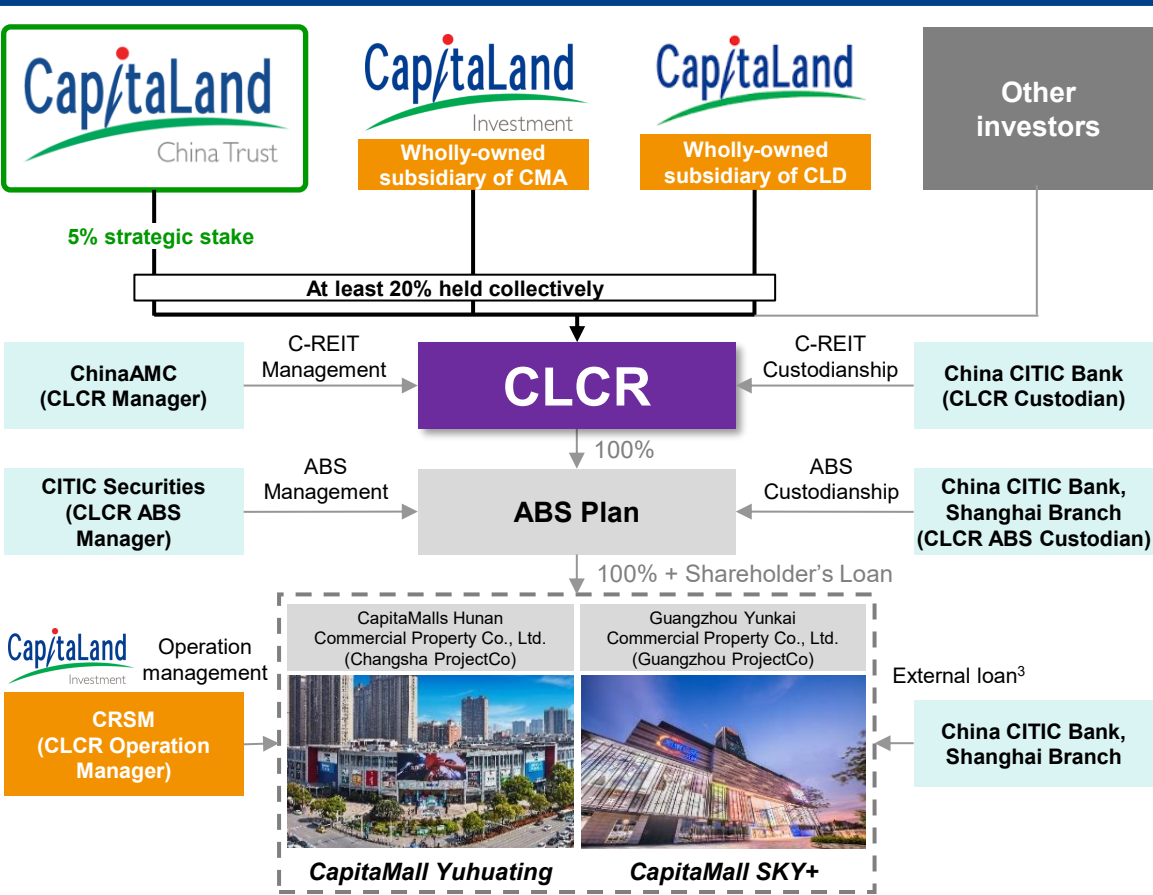 CapitaLand
China Trust
CapitaLand
Investment
Wholly-owned
subsidiary of CMA
CapitaLand
Wholly-owned
subsidiary of CLD
Other
investors
5% strategic stake
At least 20% held collectively
ChinaAMC
(CLCR Manager)
C-REIT
Management
CLCR
C-REIT
Custodianship
China CITIC Bank
(CLCR Custodian)
100%
CITIC Securities
(CLCR ABS
Manager)
ABS
Management
ABS Plan
ABS
Custodianship
China CITIC Bank,
Shanghai Branch
(CLCR ABS Custodian)
100% + Shareholder’s Loan
CapitaLand
Investment
Operation
management
CRSM
(CLCR Operation
Manager)
CapitaMalls Hunan
Commercial Property Co., Ltd.
(Changsha ProjectCo)
Guangzhou Yunkai
Commercial Property Co., Ltd.
(Guangzhou ProjectCo)
External loan³
China CITIC Bank,
Shanghai Branch
CapitaMall Yuhuating
CapitaMall SKY+